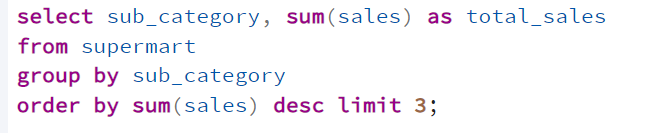 select sub_category, sum(sales) as total_sales
from supermart
group by sub_category
order by sum(sales) desc limit 3;